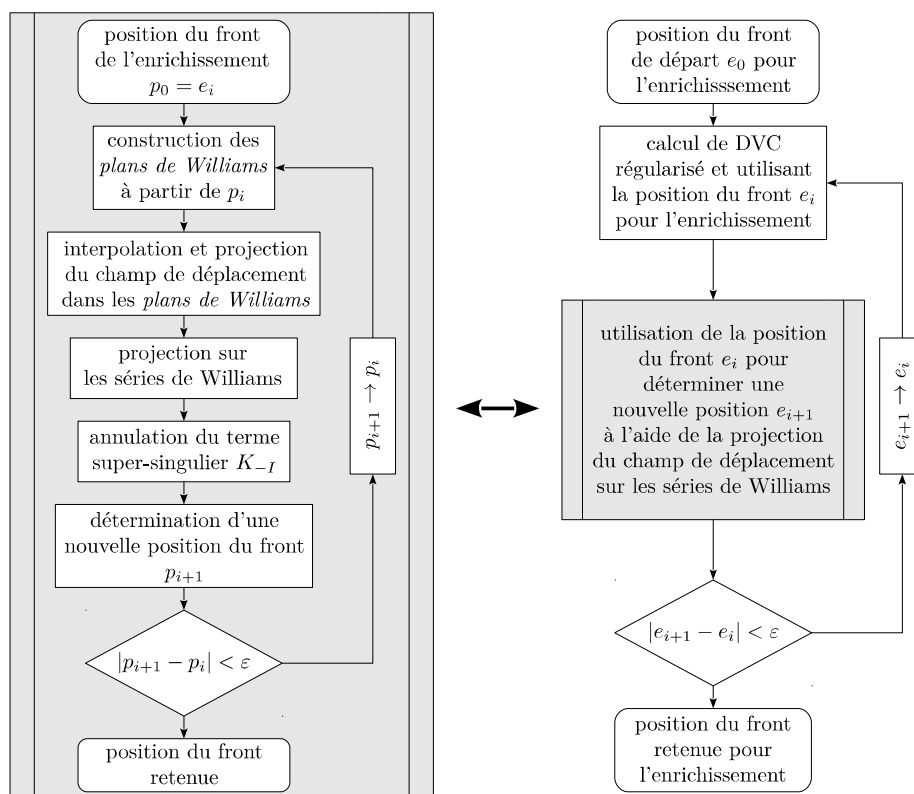 position du front
de l'enrichissement
p_0 = e_i
construction des
plans de Williams
à partir de p_i
interpolation et projection
du champ de déplacement
dans les plans de Williams
projection sur
les séries de Williams
annulation du terme
super-singulier K_{-I}
détermination d'une
nouvelle position du front
p_{i+1}
|p_{i+1} − p_i| < ε
position du front
retenue
p_{i+1} → p_i
position du front
de départ e_0 pour
l'enrichisssement
calcul de DVC
régularisé et utilisant
la position du front e_i
pour l'enrichissement
utilisation de la position
du front e_i pour
déterminer une
nouvelle position e_{i+1}
à l'aide de la projection
du champ de déplacement
sur les séries de Williams
|e_{i+1} − e_i| < ε
position du front
retenue pour
l'enrichissement
e_{i+1} → e_i